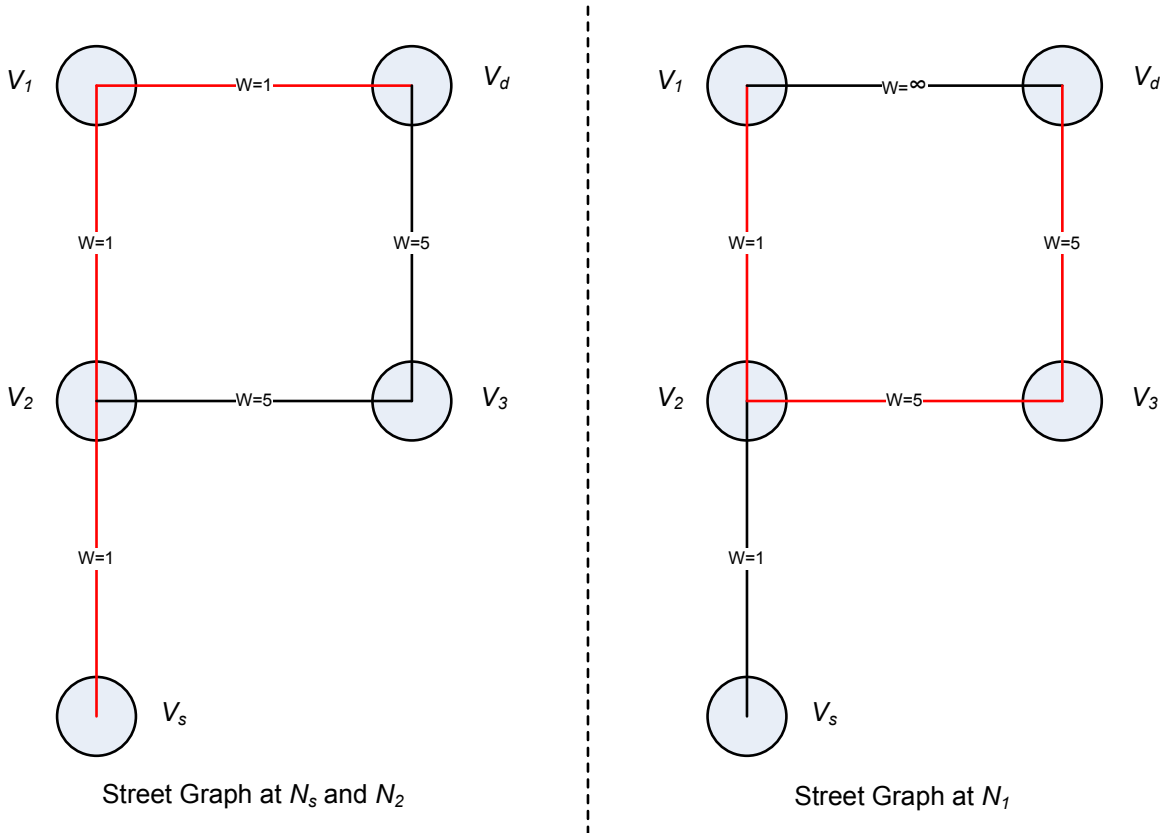 V1
W=1
Vd
W=1
W=5
V2
W=5
V3
W=1
Vs
Street Graph at Ns and N2
V1
W=∞
Vd
W=1
W=5
V2
W=5
V3
W=1
Vs
Street Graph at N1